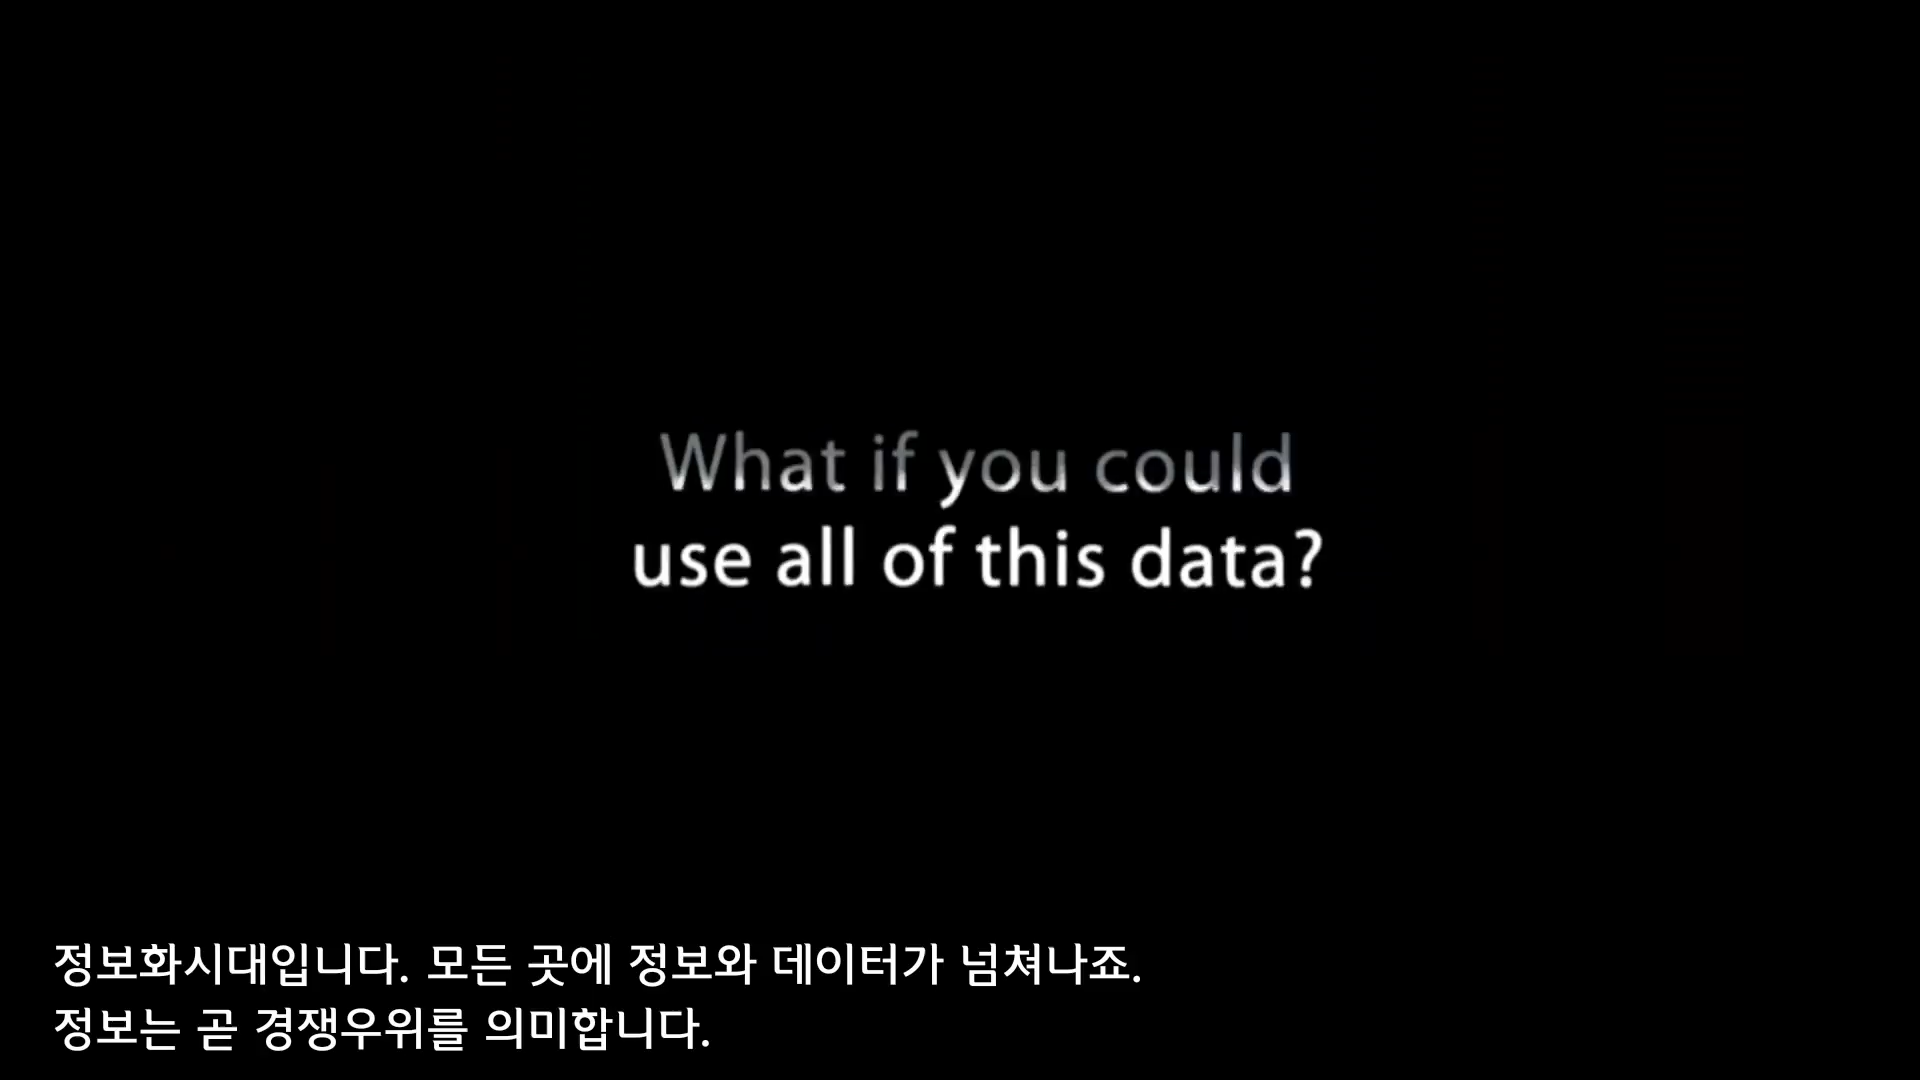 What if you could
use all of this data?
정보화시대입니다. 모든 곳에 정보와 데이터가 넘쳐나죠.
정보는 곧 경쟁우위를 의미합니다.